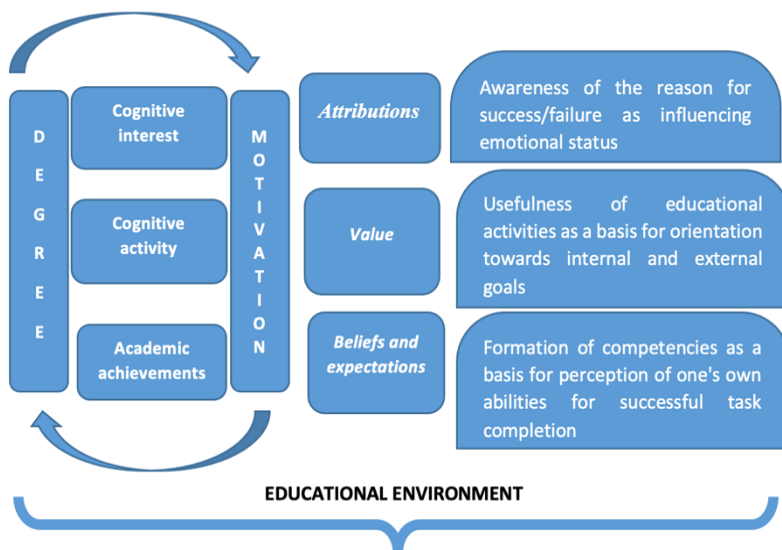 DEGREE
Cognitive
interest
Cognitive
activity
Academic
achievements
MOTIVATION
Attributions
Awareness of the reason for
success/failure as influencing
emotional status
Value
Usefulness of educational
activities as a basis for orientation
towards internal and external
goals
Beliefs and
expectations
Formation of competencies as a
basis for perception of one's own
abilities for successful task
completion
EDUCATIONAL ENVIRONMENT